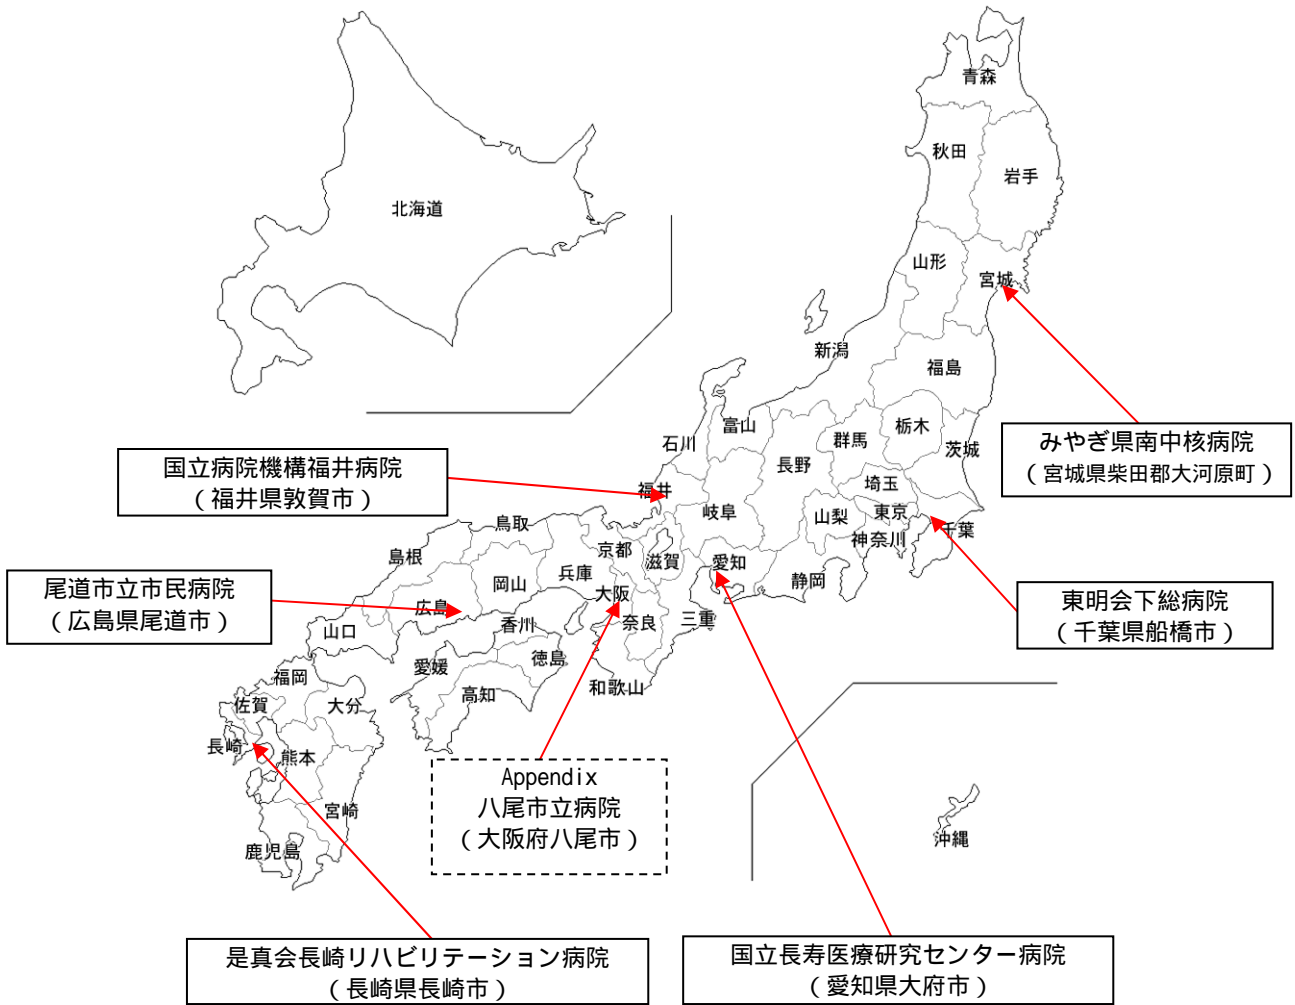 青森
秋田
岩手
北海道
山形
宮城
新潟
福島
富山
石川
群馬
栃木
茨城
長野
埼玉
みやぎ県南中核病院
（宮城県柴田郡大河原町）
国立病院機構福井病院
（福井県敦賀市）
福井
岐阜
山梨
東京
千葉
神奈川
鳥取
島根
京都
滋賀
愛知
静岡
兵庫
岡山
大阪
広島
尾道市立市民病院
（広島県尾道市）
東明会下総病院
（千葉県船橋市）
香川
奈良
三重
山口
愛媛
徳島
和歌山
福岡
高知
佐賀
大分
長崎
熊本
宮崎
鹿児島
Appendix
八尾市立病院
（大阪府八尾市）
沖縄
是真会長崎リハビリテーション病院
（長崎県長崎市）
国立長寿医療研究センター病院
（愛知県大府市）